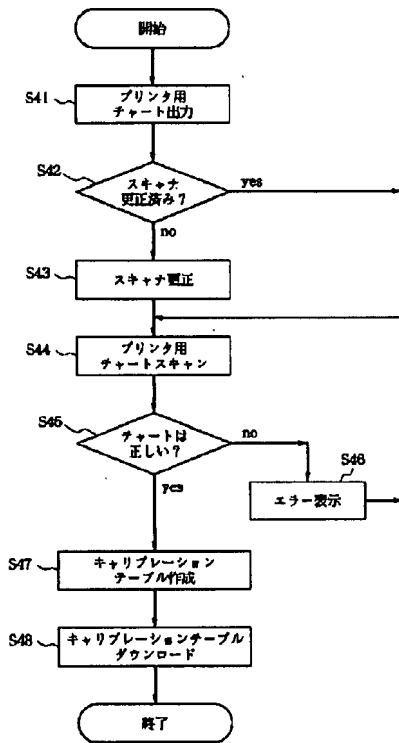 開始
S41
プリンタ用
チャート出力
S42
スキャナ
更正済み?
yes
no
S43
スキャナ更正
S44
プリンタ用
チャートスキャン
S45
チャートは
正しい?
no
yes
S46
エラー表示
S47
キャリブレーション
テーブル作成
S48
キャリブレーションテーブル
ダウンロード
終了